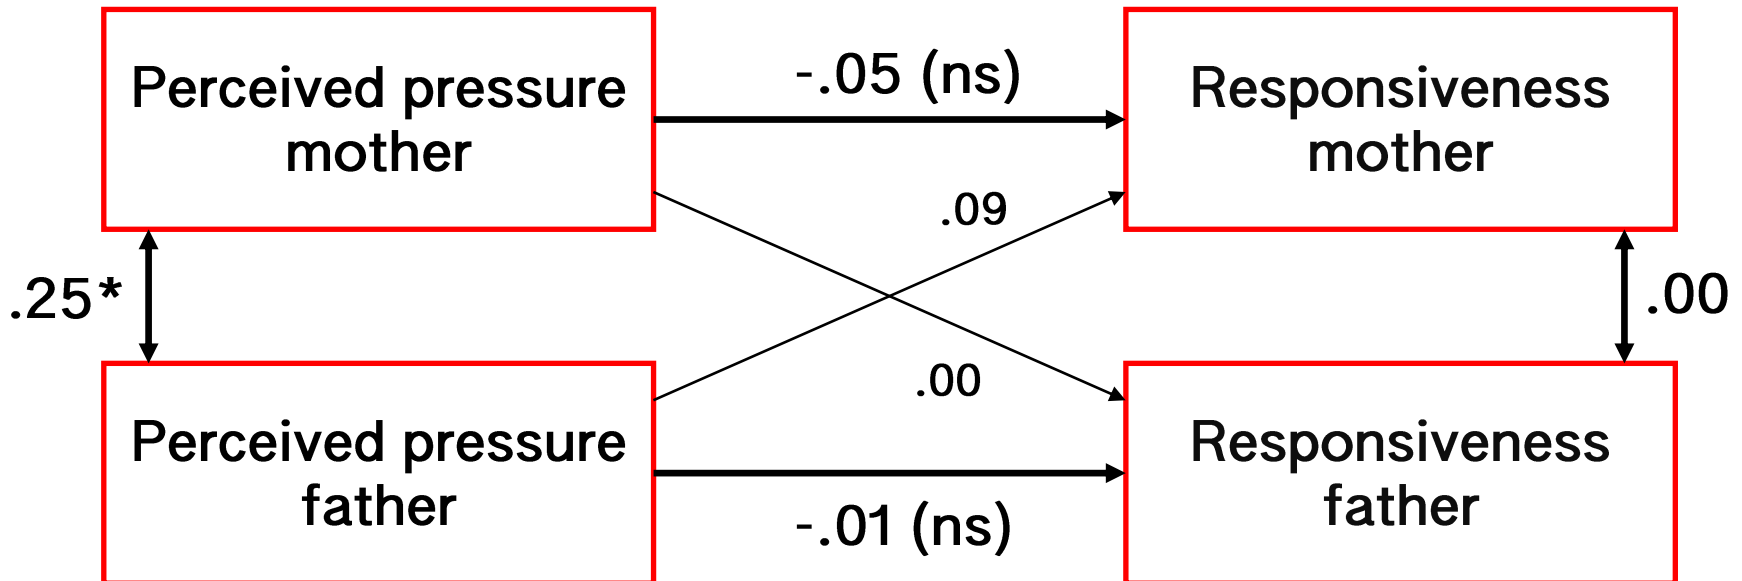 Perceived pressure
mother
-.05 (ns)
Responsiveness
mother
.09
.25*
.00
.00
Perceived pressure
father
-.01 (ns)
Responsiveness
father